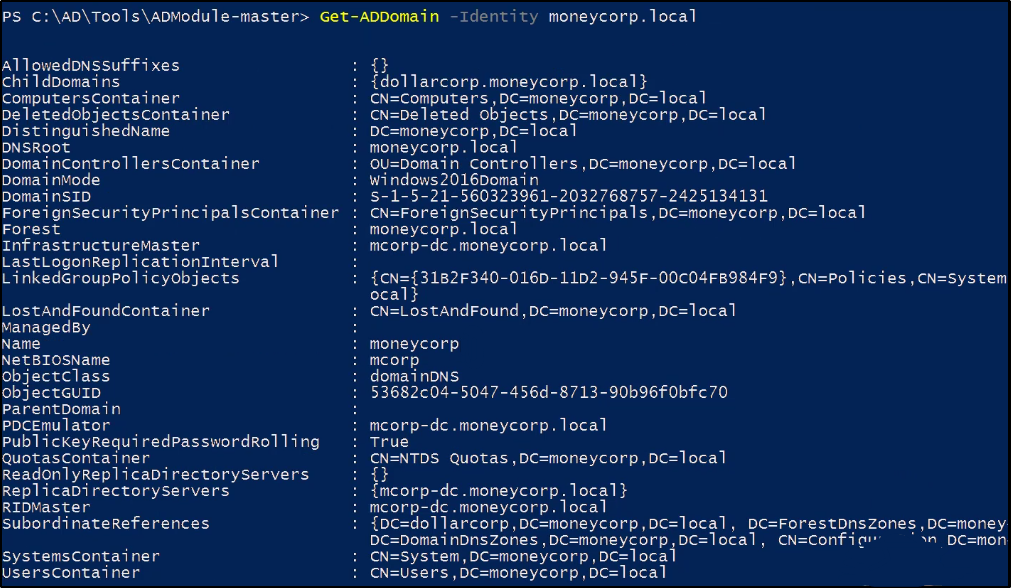 PS C:\AD\Tools\ADModule-master> Get-ADDomain -Identity moneycorp.local
AllowedDNSSuffixes : {}
ChildDomains : {dollarcorp.moneycorp.local}
ComputersContainer : CN=Computers,DC=moneycorp,DC=local
DeletedObjectsContainer : CN=Deleted Objects,DC=moneycorp,DC=local
DistinguishedName : DC=moneycorp,DC=local
DNSRoot : moneycorp.local
DomainControllersContainer : OU=Domain Controllers,DC=moneycorp,DC=local
DomainMode : Windows2016Domain
DomainSID : S-1-5-21-560323961-2032768757-2425134131
ForeignSecurityPrincipalsContainer : CN=ForeignSecurityPrincipals,DC=moneycorp,DC=local
Forest : moneycorp.local
InfrastructureMaster : mcorp-dc.moneycorp.local
LastLogonReplicationInterval :
LinkedGroupPolicyObjects : {CN={31B2F340-016D-11D2-945F-00C04FB984F9},CN=Policies,CN=System
ocal}
LostAndFoundContainer : CN=LostAndFound,DC=moneycorp,DC=local
ManagedBy :
Name : moneycorp
NetBIOSName : mcorp
ObjectClass : domainDNS
ObjectGUID : 53682c04-5047-456d-8713-90b96f0bfc70
ParentDomain :
PDCEmulator : mcorp-dc.moneycorp.local
PublicKeyRequiredPasswordRolling : True
QuotasContainer : CN=NTDS Quotas,DC=moneycorp,DC=local
ReadOnlyReplicaDirectoryServers : {}
ReplicaDirectoryServers : {mcorp-dc.moneycorp.local}
RIDMaster : mcorp-dc.moneycorp.local
SubordinateReferences : {DC=dollarcorp,DC=moneycorp,DC=local, DC=ForestDnsZones,DC=money
DC=DomainDnsZones,DC=moneycorp,DC=local, DC=mon
SystemsContainer : CN=System,DC=moneycorp,DC=local
UsersContainer : CN=Users,DC=moneycorp,DC=local